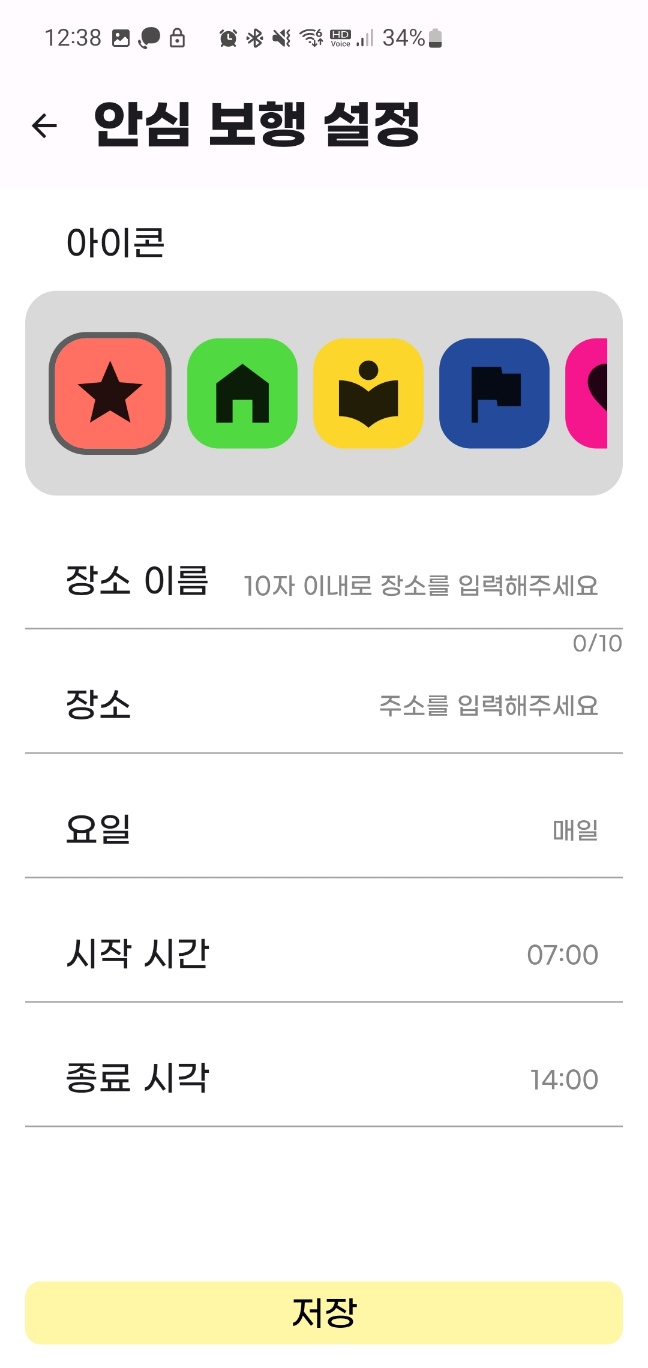 12:38 HD Voice 34%
안심 보행 설정
아이콘
장소 이름 10자 이내로 장소를 입력해주세요
0/10
장소 주소를 입력해주세요
요일 매일
시작 시간 07:00
종료 시각 14:00
저장